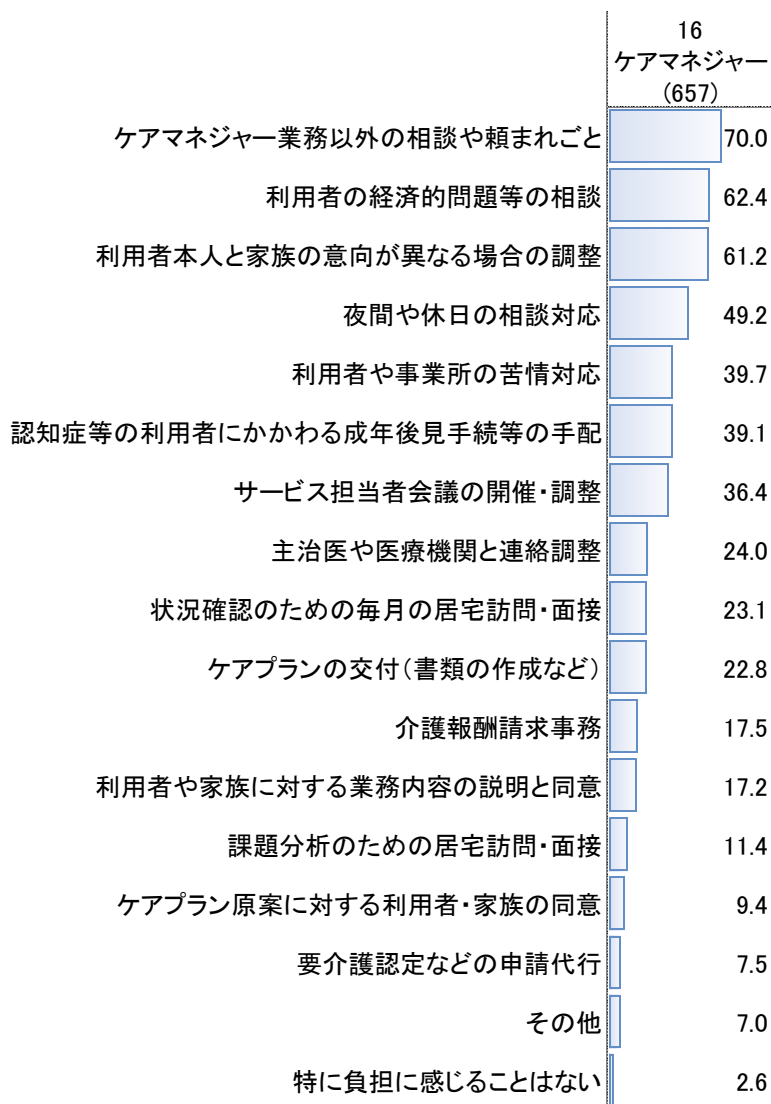 16
ケアマネジャー
(657)
ケアマネジャー業務以外の相談や頼まれごと 70.0
利用者の経済的問題等の相談 62.4
利用者本人と家族の意向が異なる場合の調整 61.2
夜間や休日の相談対応 49.2
利用者や事業所の苦情対応 39.7
認知症等の利用者にかかわる成年後見手続等の手配 39.1
サービス担当者会議の開催・調整 36.4
主治医や医療機関と連絡調整 24.0
状況確認のための毎月の居宅訪問・面接 23.1
ケアプランの交付（書類の作成など） 22.8
介護報酬請求事務 17.5
利用者や家族に対する業務内容の説明と同意 17.2
課題分析のための居宅訪問・面接 11.4
ケアプラン原案に対する利用者・家族の同意 9.4
要介護認定などの申請代行 7.5
その他 7.0
特に負担に感じることはない 2.6